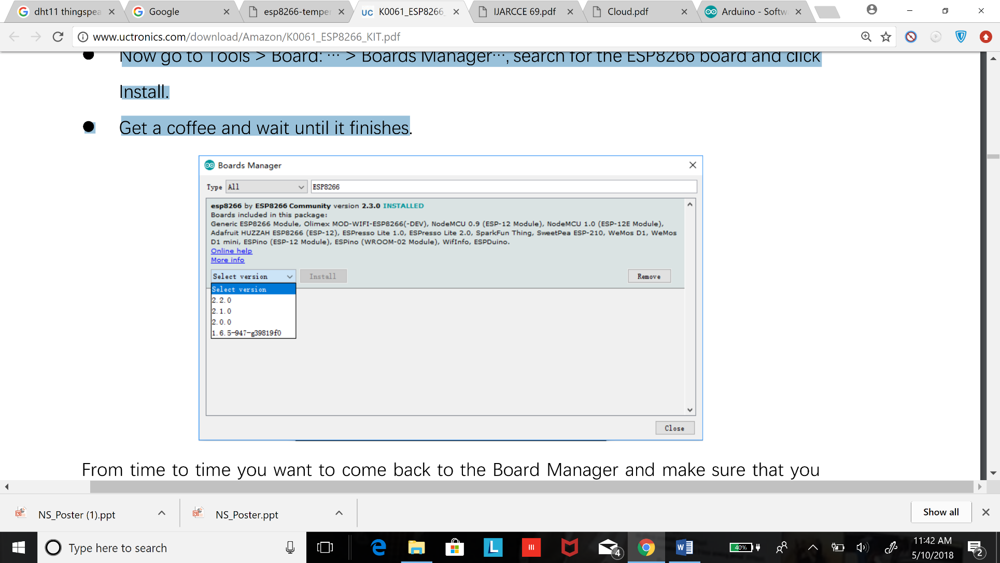 dht11 thingspea
Google
esp8266-temper
UC K0061_ESP8266_
IJARCCE 69.pdf
Cloud.pdf
Arduino - Softw
www.uctronics.com/download/Amazon/K0061_ESP8266_KIT.pdf
Now go to Tools > Board: ··· > Boards Manager···, search for the ESP8266 board and click
Install.
Get a coffee and wait until it finishes.
Boards Manager
Type All ESP8266
esp8266 by ESP8266 Community version 2.3.0 INSTALLED
Boards included in this package:
Generic ESP8266 Module, Olimex MOD-WIFI-ESP8266(-DEV), NodeMCU 0.9 (ESP-12 Module), NodeMCU 1.0 (ESP-12E Module),
Adafruit HUZZAH ESP8266 (ESP-12), ESPresso Lite 1.0, ESPresso Lite 2.0, SparkFun Thing, SweetPea ESP-210, WeMos D1, WeMos
D1 mini, ESPino (ESP-12 Module), ESPino (WROOM-02 Module), WifInfo, ESPDuino.
Online help
More info
Select version Install Remove
Select version
2.2.0
2.1.0
2.0.0
1.6.5-947-g39819f0
Close
From time to time you want to come back to the Board Manager and make sure that you
NS_Poster (1).ppt
NS_Poster.ppt
Show all
Type here to search
40%
11:42 AM
5/10/2018
4
2